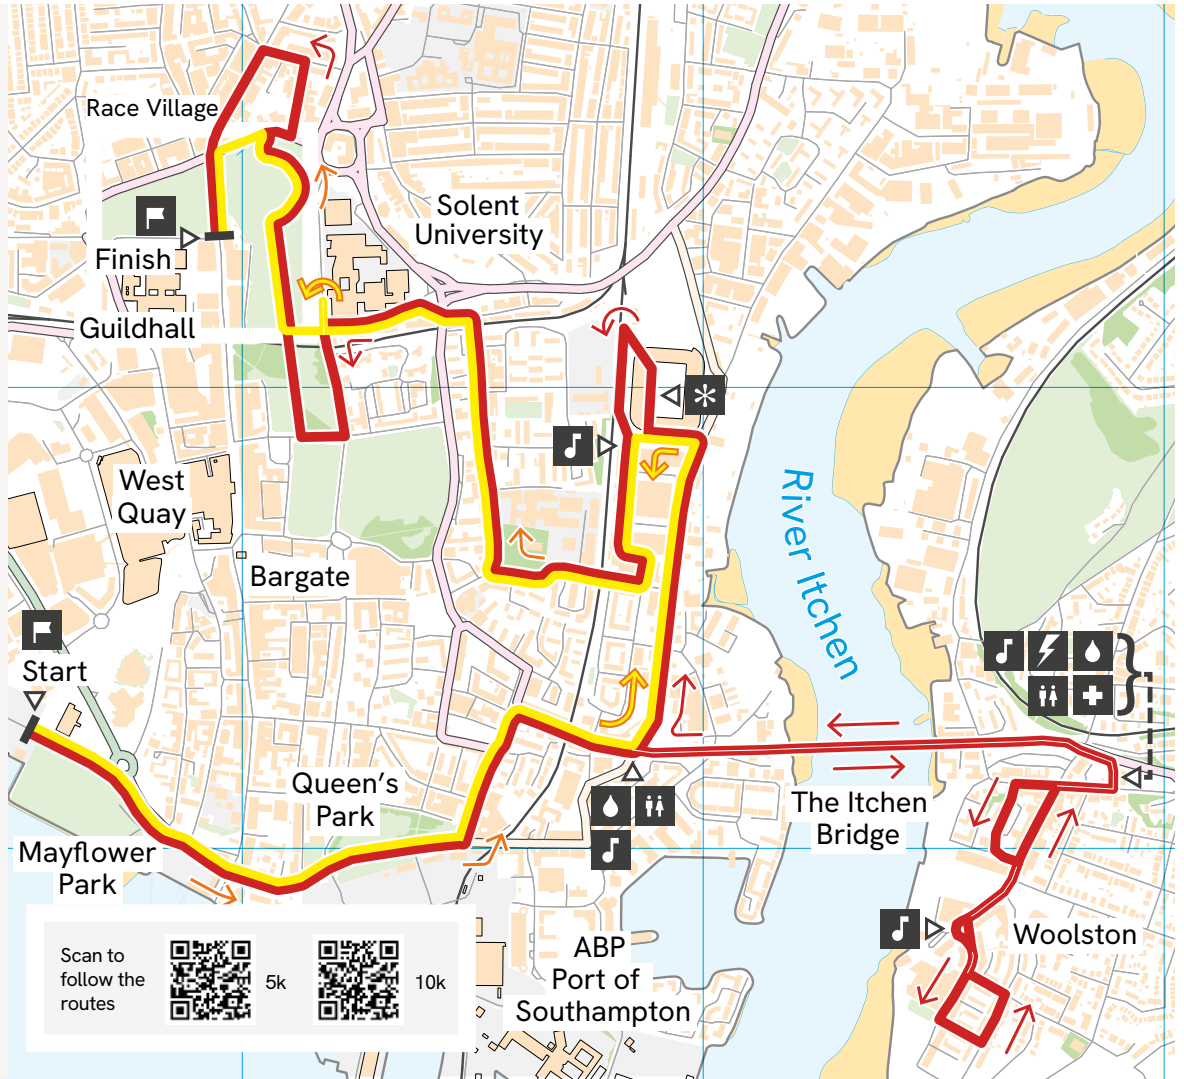 Race Village
Solent
University
Finish
Guildhall
West
Quay
Bargate
River Itchen
Start
Queen's
Park
The Itchen
Bridge
Mayflower
Park
Woolston
ABP
Port of
Southampton
Scan to
follow the
routes
5k
10k